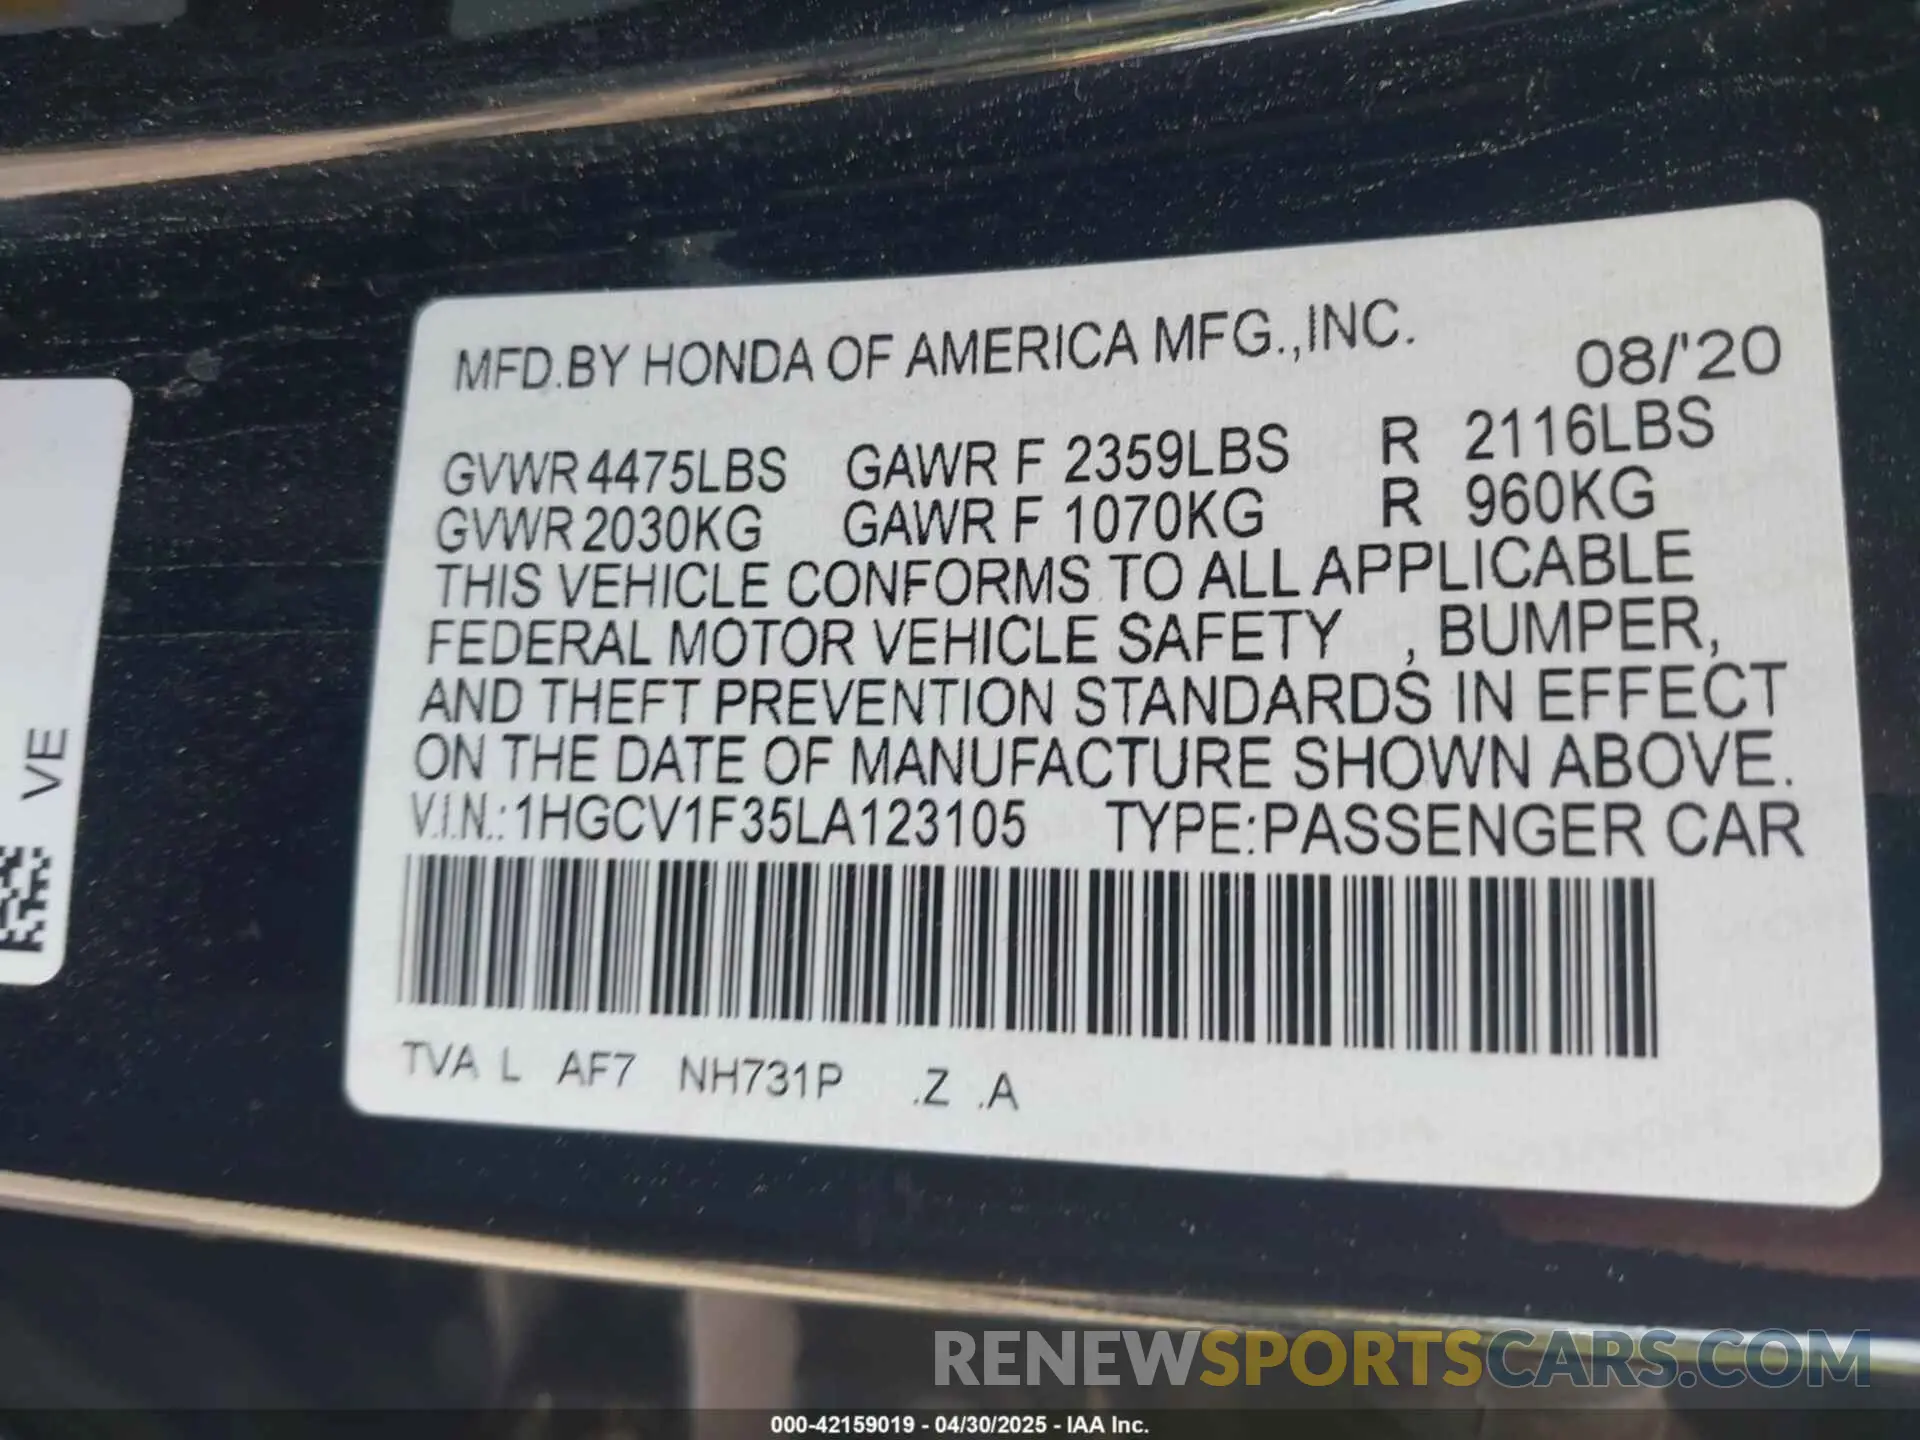 MFD.BY HONDA OF AMERICA MFG.,INC.
08/'20
GVWR 4475LBS GAWR F 2359LBS R 2116LBS
GVWR 2030KG GAWR F 1070KG R 960KG
THIS VEHICLE CONFORMS TO ALL APPLICABLE
FEDERAL MOTOR VEHICLE SAFETY , BUMPER,
AND THEFT PREVENTION STANDARDS IN EFFECT
ON THE DATE OF MANUFACTURE SHOWN ABOVE.
V.I.N.:1HGCV1F35LA123105 TYPE:PASSENGER CAR
TVA L AF7 NH731P .Z .A
VE
RENEWSPORTSCARS.COM
000-42159019 - 04/30/2025 - IAA Inc.